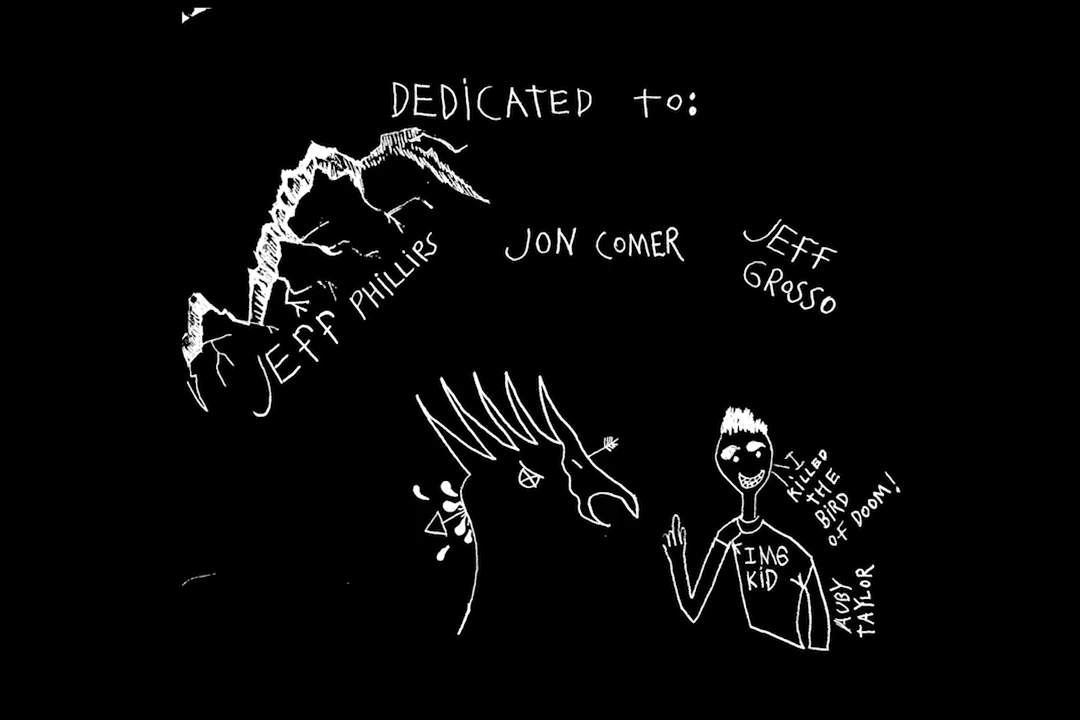 DEDICATED TO:
JEFF PHILLIPS
JON COMER
JEFF
GROSSO
I
KILLED
THE
BIRD
OF DOOM!
IMG
KID
AUBY
TAYLOR